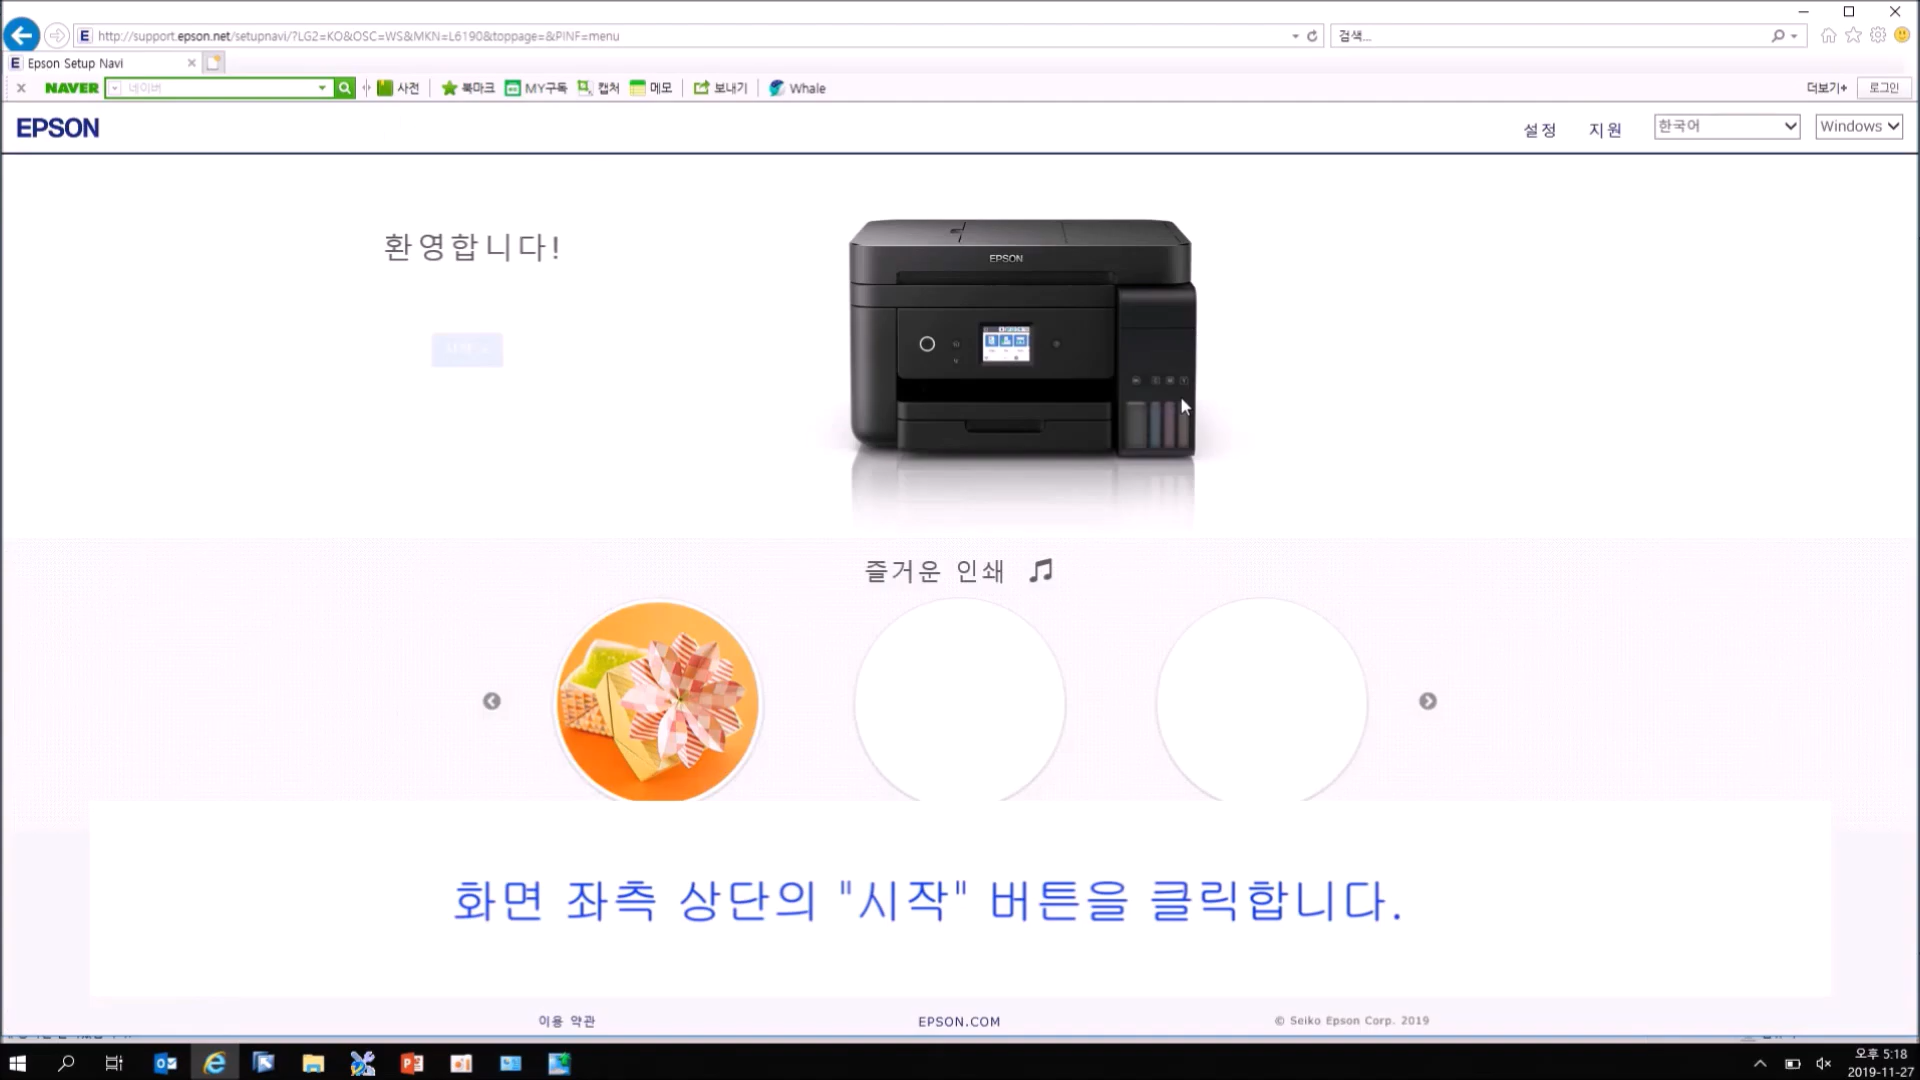 http://support.epson.net/setupnavi/?LG2=KO&OSC=WS&MKN=L6190&toppage=&PINF=menu
검색...
Epson Setup Navi
NAVER 네이버 사전 북마크 MY구독 캡처 메모 보내기 Whale 더보기+ 로그인
EPSON 설정 지원 한국어 Windows
환영합니다!
EPSON
즐거운 인쇄
화면 좌측 상단의 "시작" 버튼을 클릭합니다.
이용 약관 EPSON.COM © Seiko Epson Corp. 2019
오후 5:18
2019-11-27